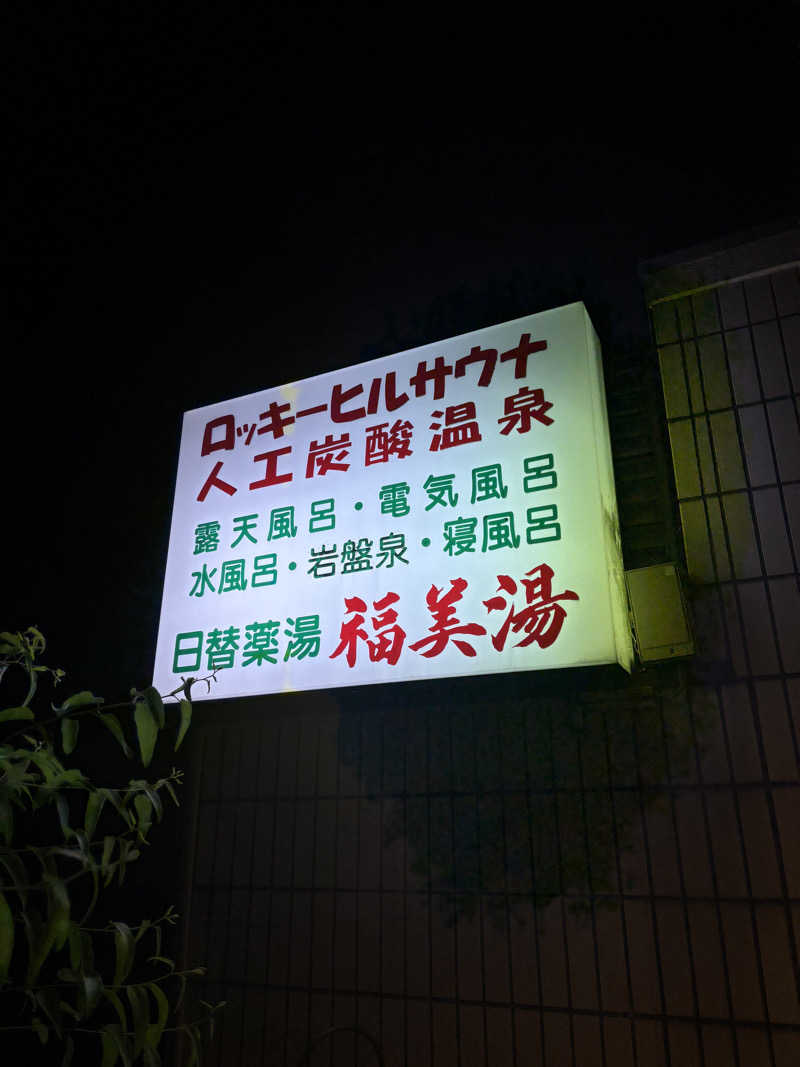 ロッキーヒルサウナ
人工炭酸温泉
露天風呂・電気風呂
水風呂・岩盤泉・寝風呂
日替薬湯 福美湯